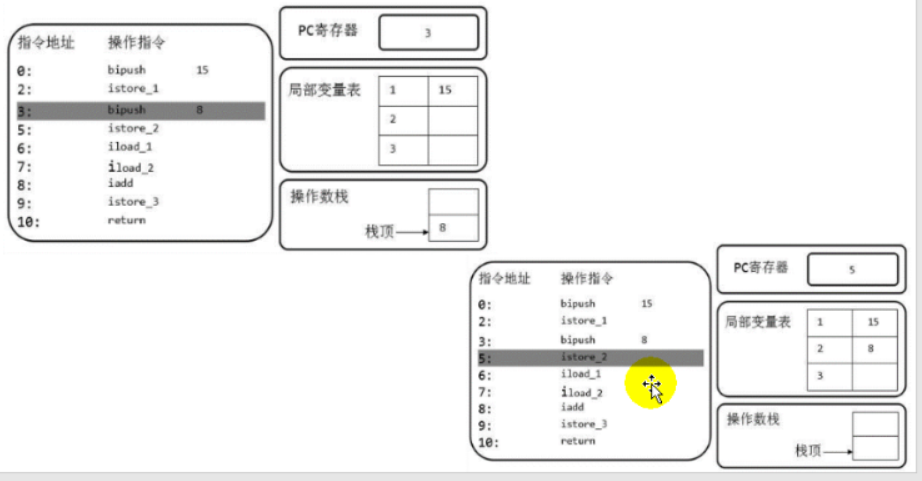 指令地址 操作指令
0: bipush 15
2: istore_1
3: bipush 8
5: istore_2
6: iload_1
7: iload_2
8: iadd
9: istore_3
10: return
PC寄存器 3
局部变量表 1 15
2
3
操作数栈
栈顶 8
指令地址 操作指令
0: bipush 15
2: istore_1
3: bipush 8
5: istore_2
6: iload_1
7: iload_2
8: iadd
9: istore_3
10: return
PC寄存器 5
局部变量表 1 15
2 8
3
操作数栈
栈顶